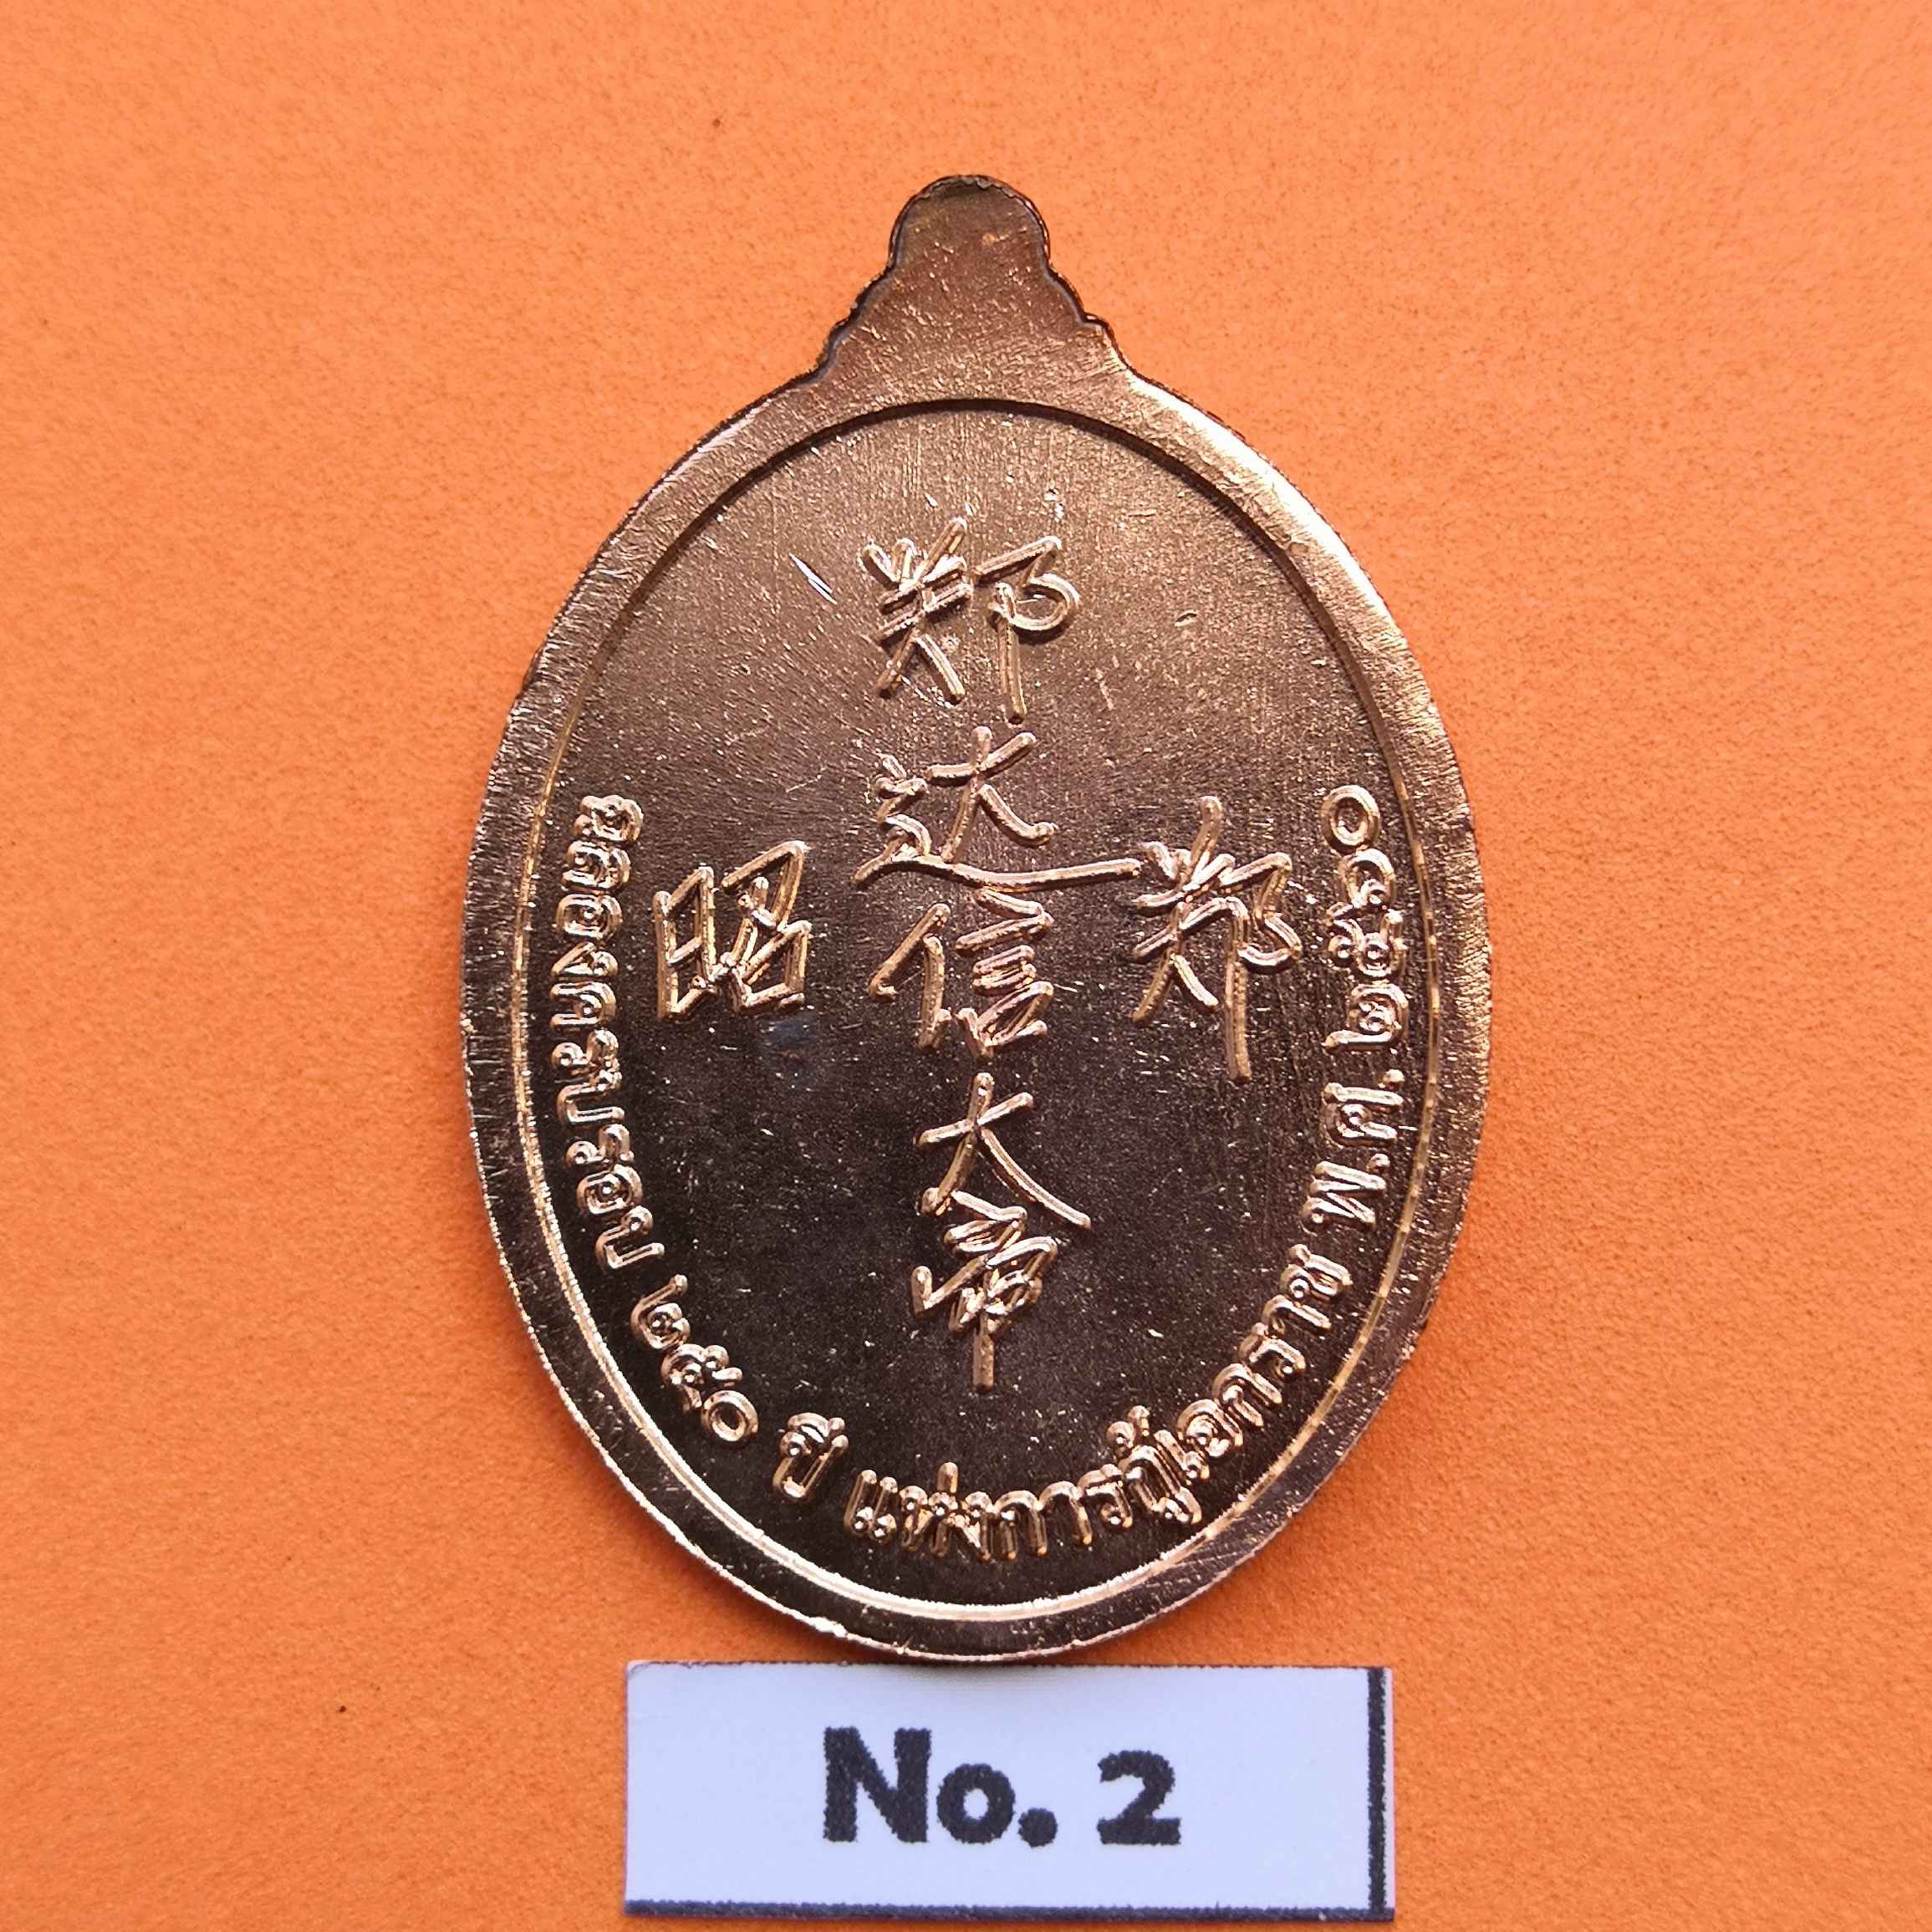 郑
达
信
大
帝
郑
昭
ฉลองครบรอบ ๒๕๐ ปี แห่งการกู้เอกราช พ.ศ. ๒๕๖๐
No. 2